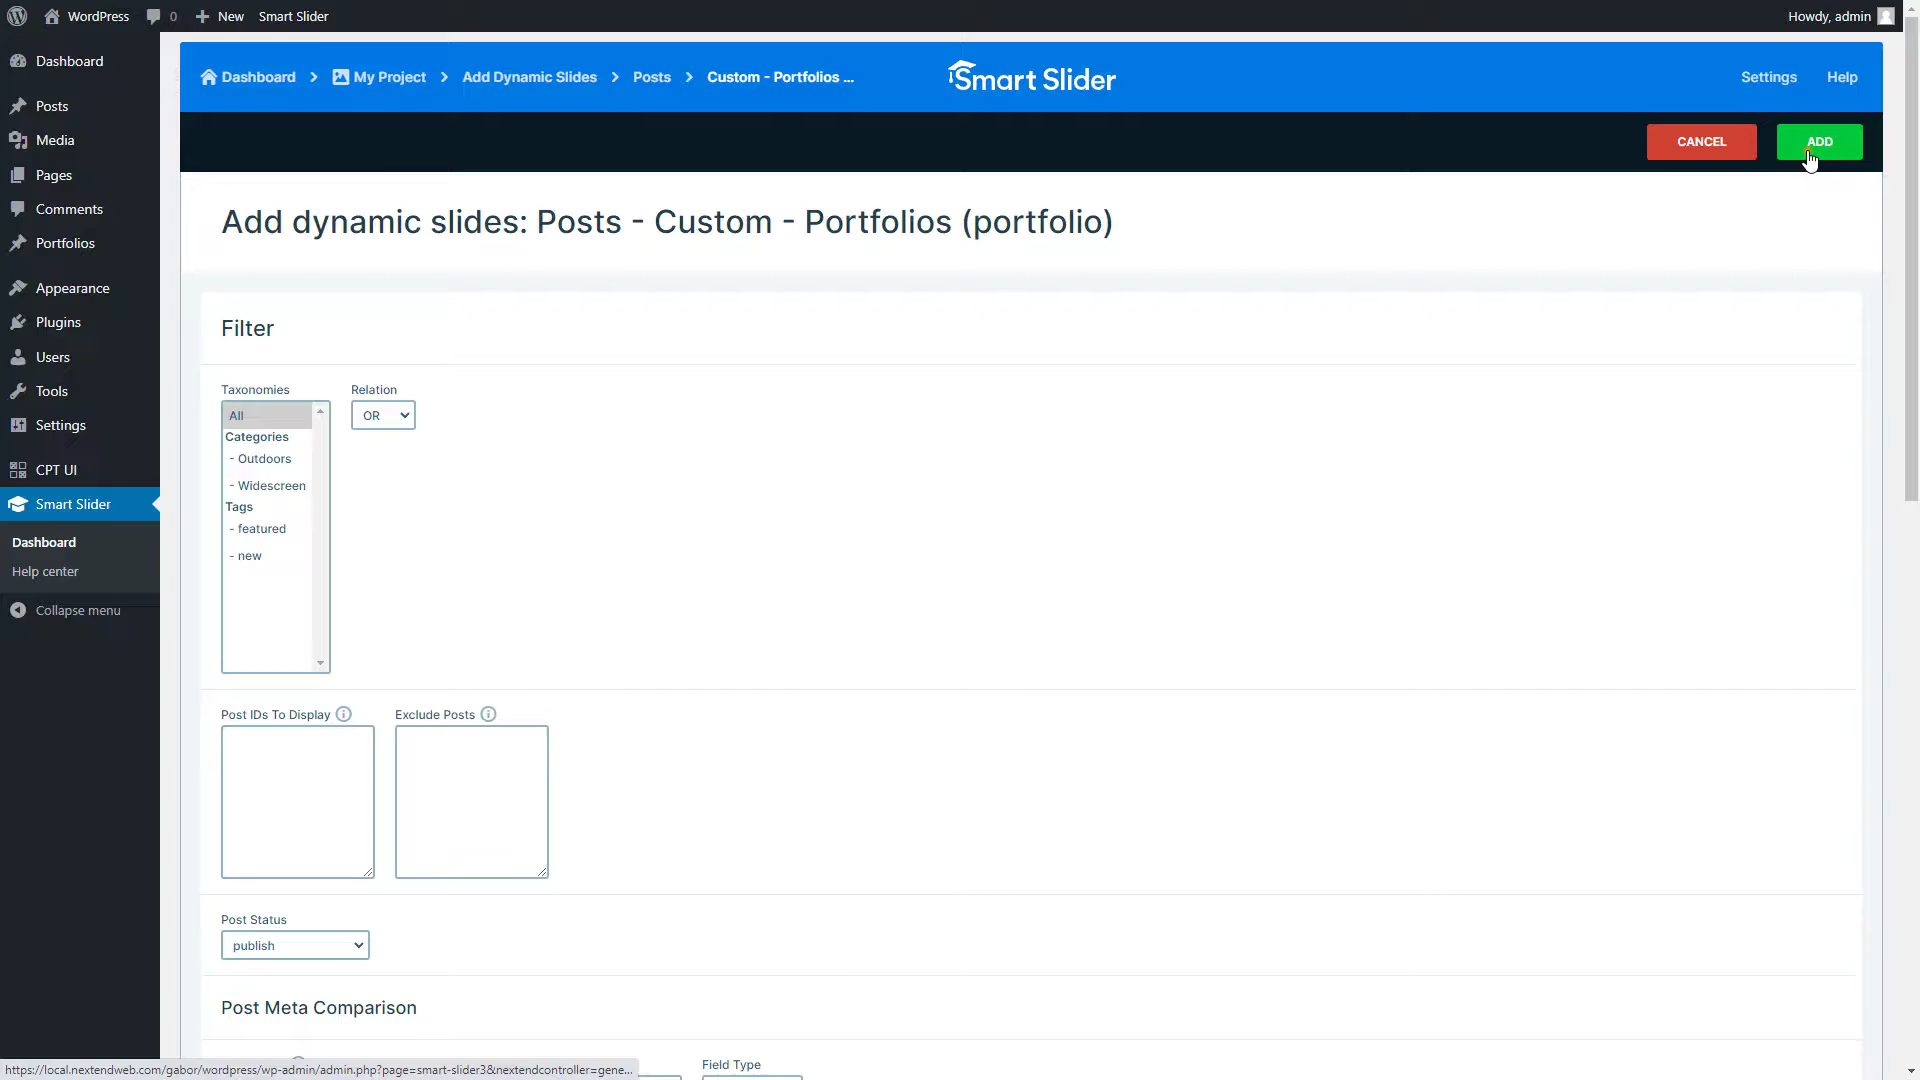 WordPress 0 New Smart Slider Howdy, admin
Dashboard
Posts
Media
Pages
Comments
Portfolios
Appearance
Plugins
Users
Tools
Settings
CPT UI
Smart Slider
Dashboard
Help center
Collapse menu
Dashboard My Project Add Dynamic Slides Posts Custom - Portfolios ...
Smart Slider
Settings Help
CANCEL ADD
Add dynamic slides: Posts - Custom - Portfolios (portfolio)
Filter
Taxonomies Relation
All OR
Categories
- Outdoors
- Widescreen
Tags
- featured
- new
Post IDs To Display Exclude Posts
Post Status
publish
Post Meta Comparison
Field Type
https://local.nextendweb.com/gabor/wordpress/wp-admin/admin.php?page=smart-slider3&nextendcontroller=gene...